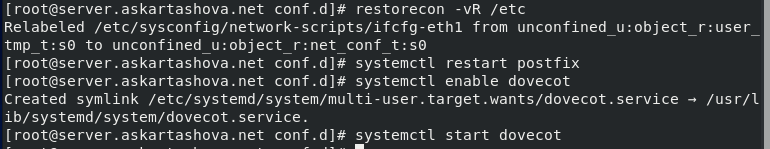 [root@server.askartashova.net conf.d]# restorecon -vR /etc
Relabeled /etc/sysconfig/network-scripts/ifcfg-eth1 from unconfined_u:object_r:user_
tmp_t:s0 to unconfined_u:object_r:net_conf_t:s0
[root@server.askartashova.net conf.d]# systemctl restart postfix
[root@server.askartashova.net conf.d]# systemctl enable dovecot
Created symlink /etc/systemd/system/multi-user.target.wants/dovecot.service → /usr/l
ib/systemd/system/dovecot.service.
[root@server.askartashova.net conf.d]# systemctl start dovecot
[root@server.askartashova.net conf.d]#